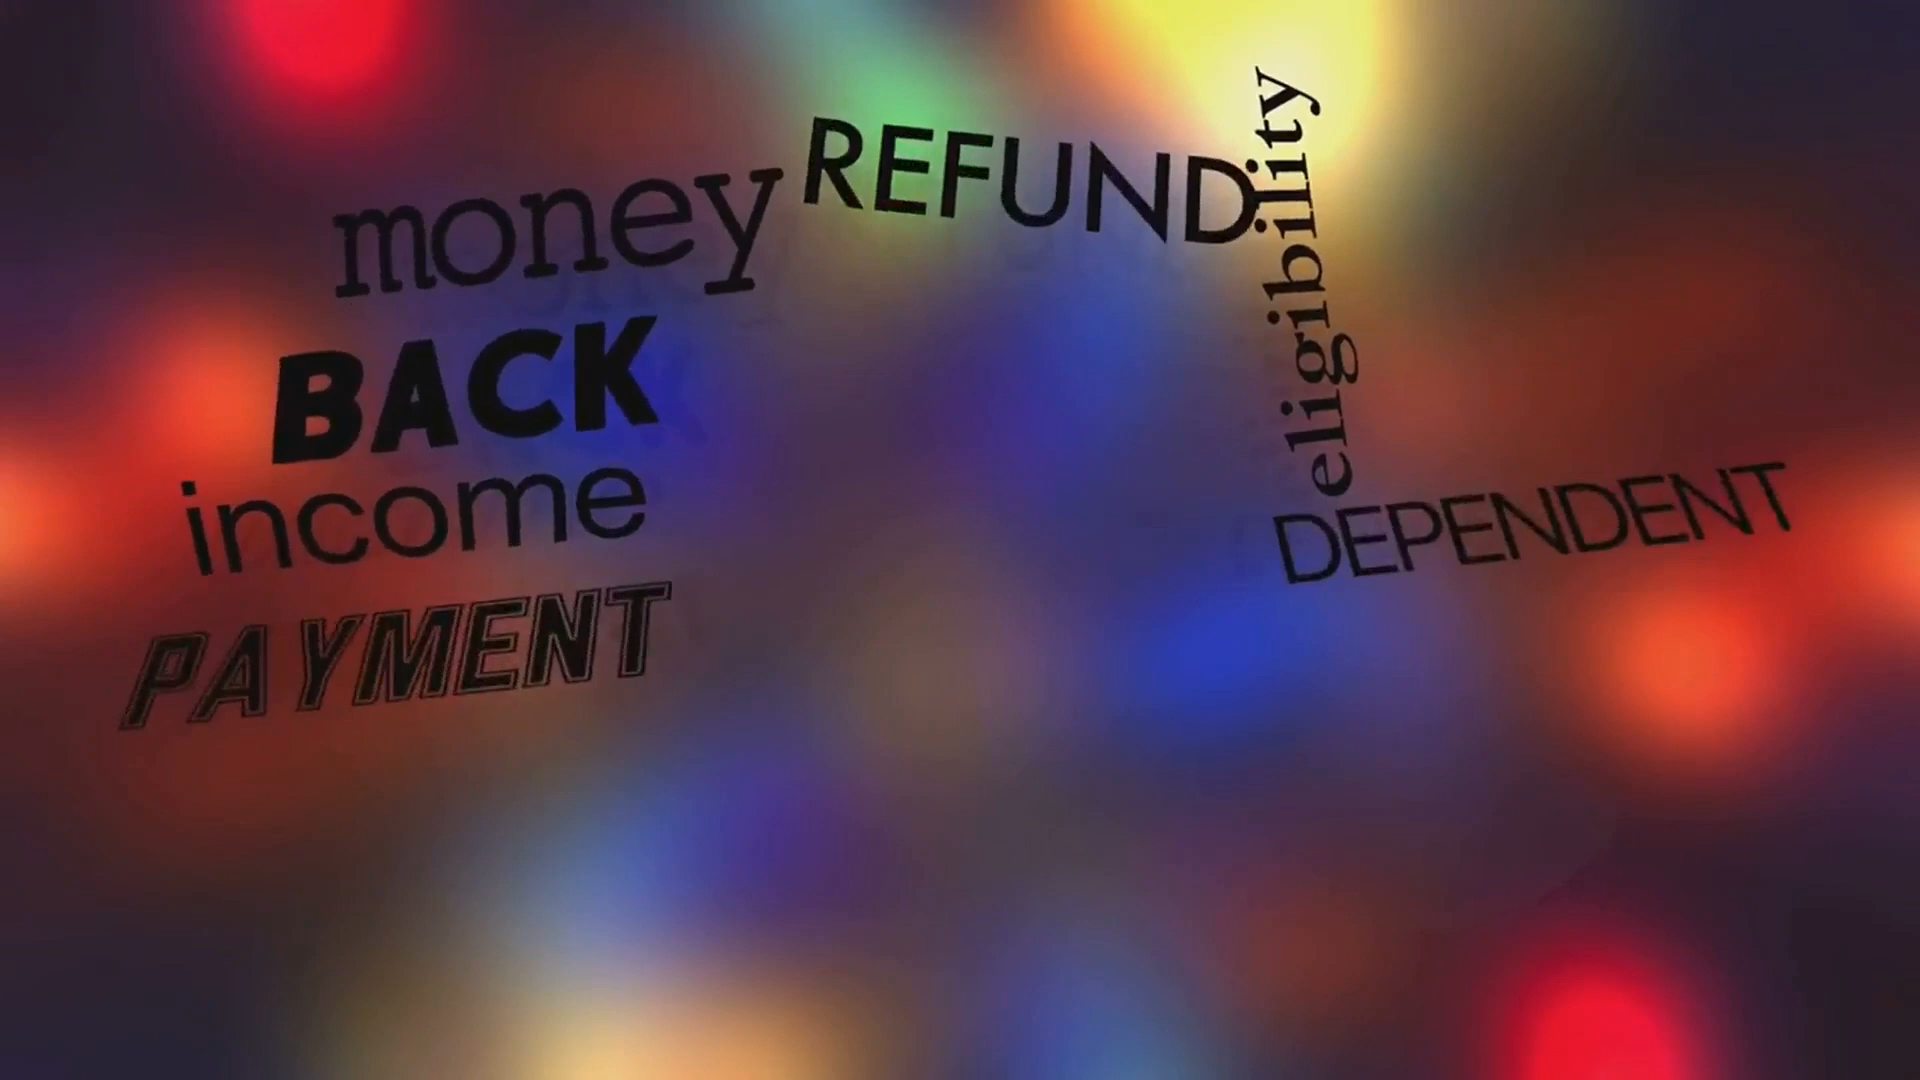 money
REFUND
eligibility
BACK
income
DEPENDENT
PAYMENT